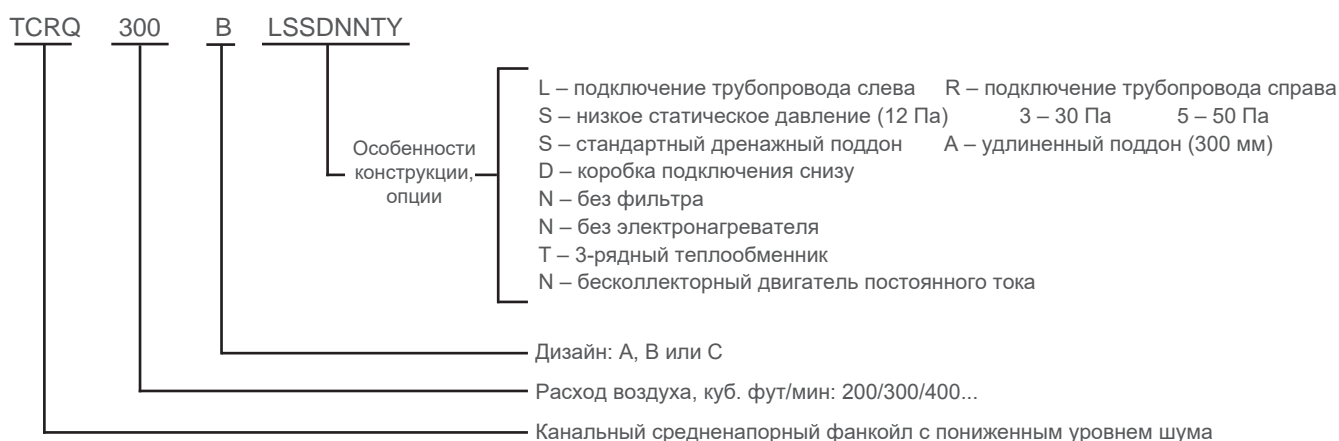 TCRQ 300 B LSSDNNTY
L – подключение трубопровода слева R – подключение трубопровода справа
S – низкое статическое давление (12 Па) 3 – 30 Па 5 – 50 Па
S – стандартный дренажный поддон A – удлиненный поддон (300 мм)
D – коробка подключения снизу
N – без фильтра
N – без электронагревателя
T – 3-рядный теплообменник
N – бесколлекторный двигатель постоянного тока
Особенности
конструкции,
опции
Дизайн: A, B или C
Расход воздуха, куб. фут/мин: 200/300/400...
Канальный средненапорный фанкойл с пониженным уровнем шума